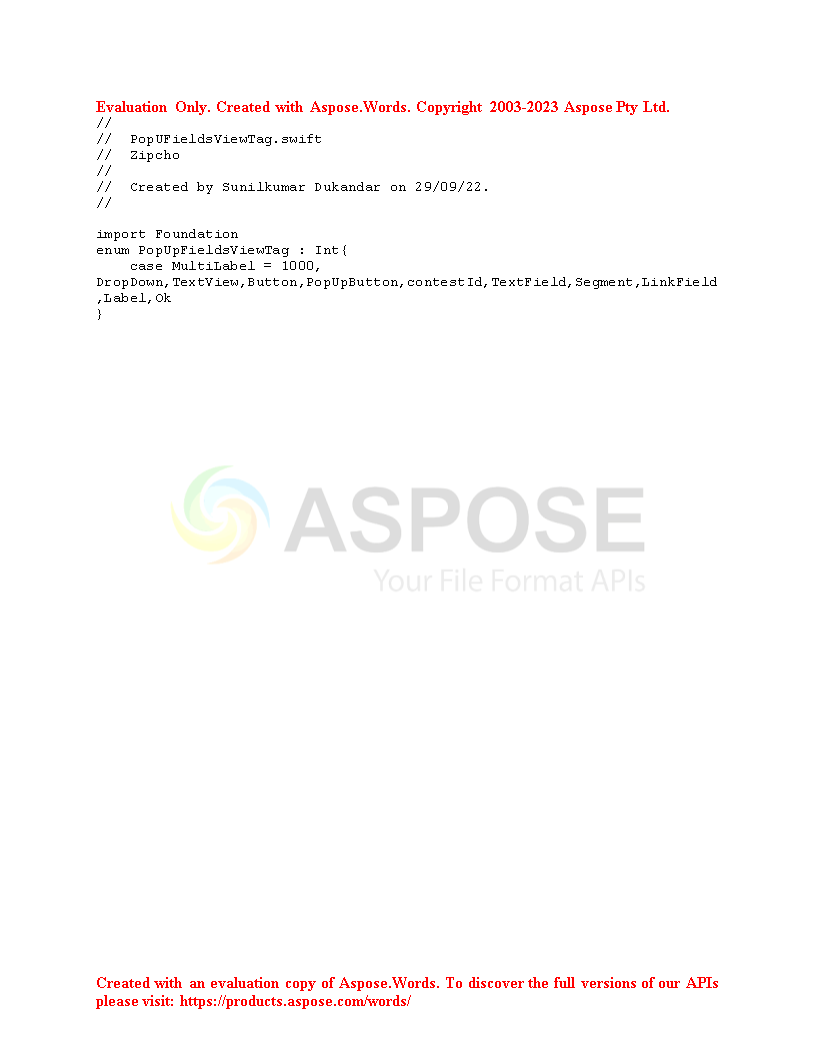 Evaluation Only. Created with Aspose.Words. Copyright 2003-2023 Aspose Pty Ltd.
//
//  PopUFieldsViewTag.swift
//  Zipcho
//
//  Created by Sunilkumar Dukandar on 29/09/22.
//
import Foundation
enum PopUpFieldsViewTag : Int{
    case MultiLabel = 1000,
DropDown,TextView,Button,PopUpButton,contestId,TextField,Segment,LinkField
,Label,Ok
}
ASPOSE
Your File Format APIs
Created with an evaluation copy of Aspose.Words. To discover the full versions of our APIs
please visit: https://products.aspose.com/words/